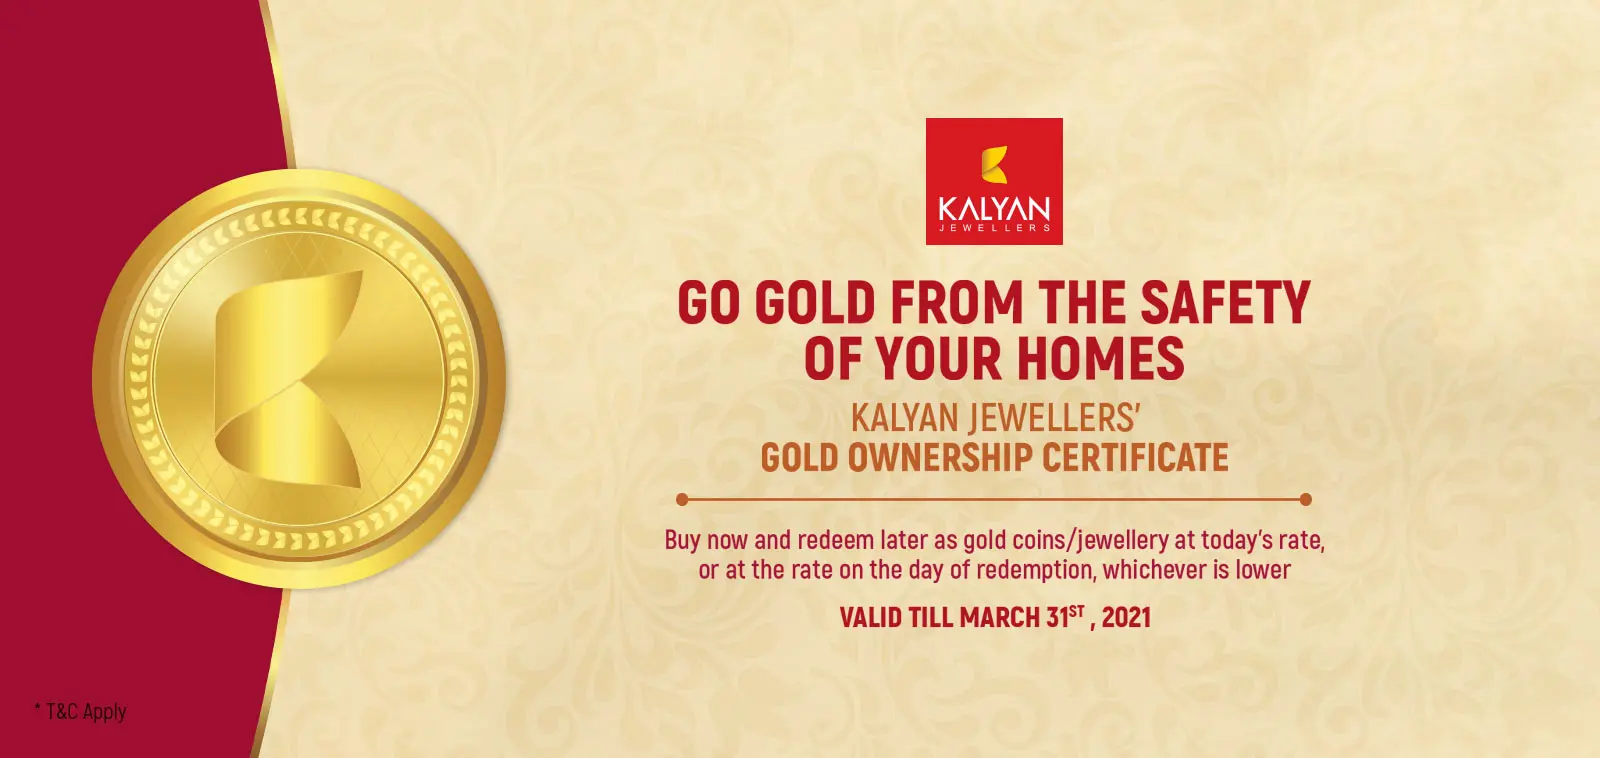 KALYAN
JEWELLERS
GO GOLD FROM THE SAFETY
OF YOUR HOMES
KALYAN JEWELLERS'
GOLD OWNERSHIP CERTIFICATE
Buy now and redeem later as gold coins/jewellery at today's rate,
or at the rate on the day of redemption, whichever is lower
VALID TILL MARCH 31ST , 2021
* T&C Apply